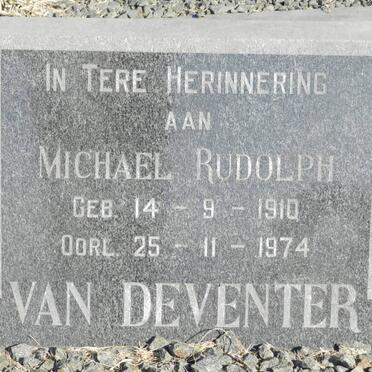 IN TERE HERINNERING
AAN
MICHAEL RUDOLPH
GEB. 14 - 9 - 1910
OORL. 25 - 11 - 1974
VAN DEVENTER